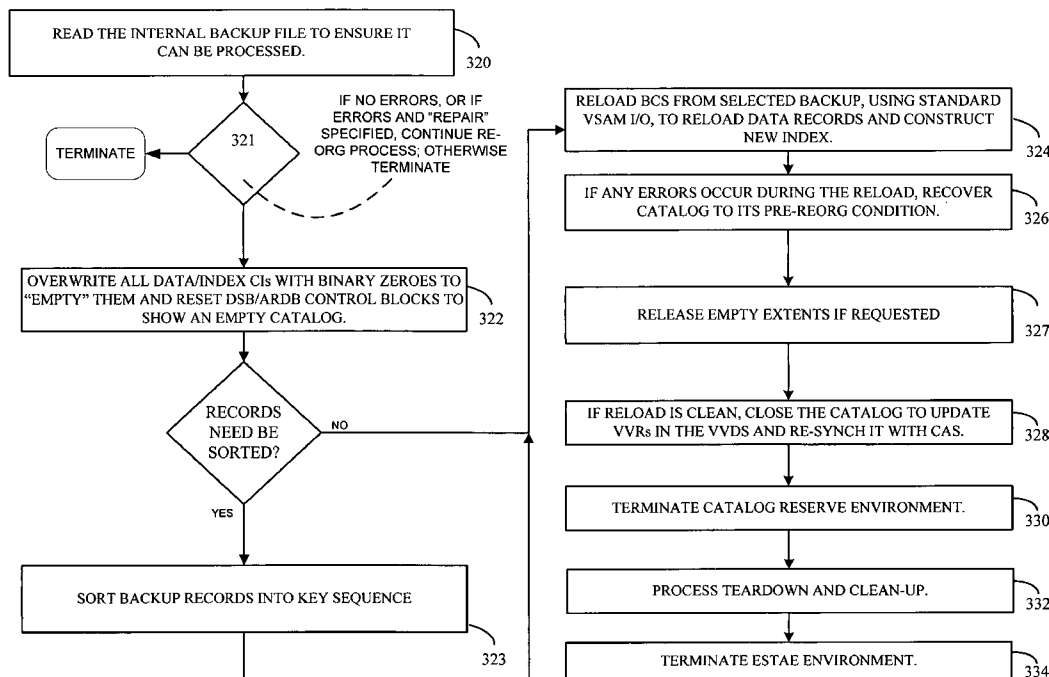 READ THE INTERNAL BACKUP FILE TO ENSURE IT
CAN BE PROCESSED.
320
321
IF NO ERRORS, OR IF
ERRORS AND "REPAIR"
SPECIFIED, CONTINUE RE-
ORG PROCESS; OTHERWISE
TERMINATE
TERMINATE
OVERWRITE ALL DATA/INDEX CIs WITH BINARY ZEROES TO
“EMPTY” THEM AND RESET DSB/ARDB CONTROL BLOCKS TO
SHOW AN EMPTY CATALOG.
322
RECORDS
NEED BE
SORTED?
NO
YES
SORT BACKUP RECORDS INTO KEY SEQUENCE
323
RELOAD BCS FROM SELECTED BACKUP, USING STANDARD
VSAM I/O, TO RELOAD DATA RECORDS AND CONSTRUCT
NEW INDEX.
324
IF ANY ERRORS OCCUR DURING THE RELOAD, RECOVER
CATALOG TO ITS PRE-REORG CONDITION.
326
RELEASE EMPTY EXTENTS IF REQUESTED
327
IF RELOAD IS CLEAN, CLOSE THE CATALOG TO UPDATE
VVRs IN THE VVDS AND RE-SYNCH IT WITH CAS.
328
TERMINATE CATALOG RESERVE ENVIRONMENT.
330
PROCESS TEARDOWN AND CLEAN-UP.
332
TERMINATE ESTAE ENVIRONMENT.
334